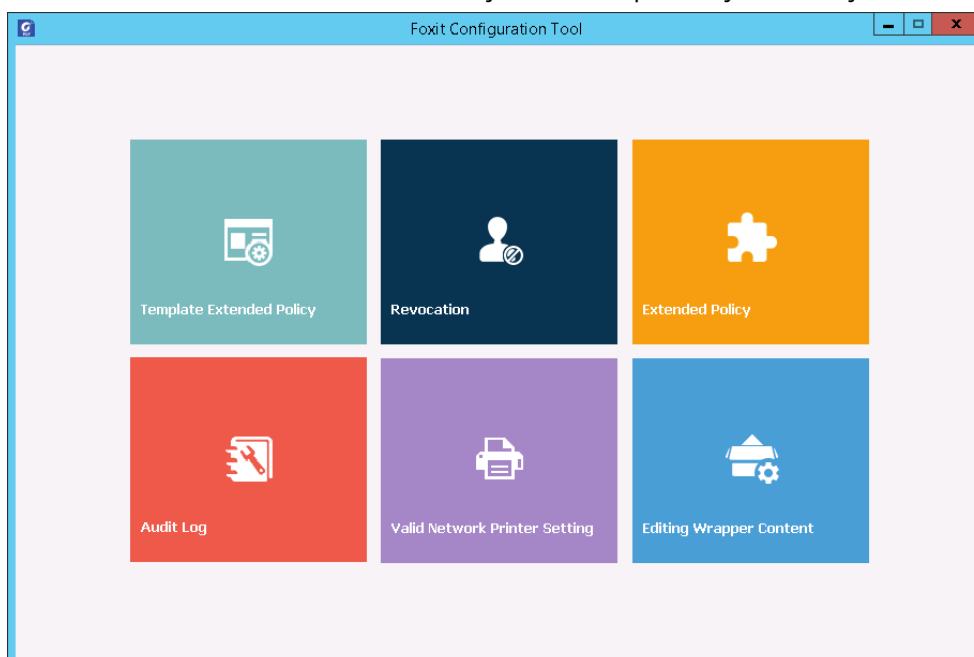 Foxit Configuration Tool
Template Extended Policy
Revocation
Extended Policy
Audit Log
Valid Network Printer Setting
Editing Wrapper Content